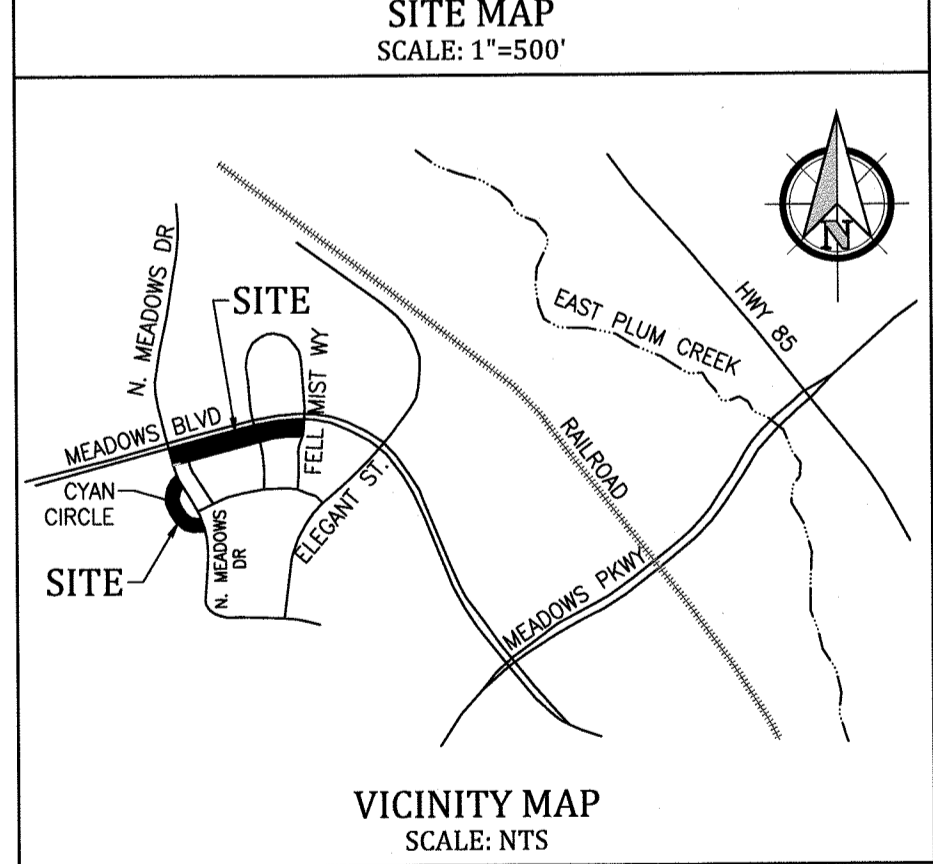 SITE MAP
SCALE: 1"=500'
N
N. MEADOWS DR
SITE
HWY 85
EAST PLUM CREEK
FELL MIST WY
MEADOWS BLVD
RAILROAD
CYAN
CIRCLE
ELEGANT ST.
N. MEADOWS
DR
SITE
MEADOWS PKWY
VICINITY MAP
SCALE: NTS